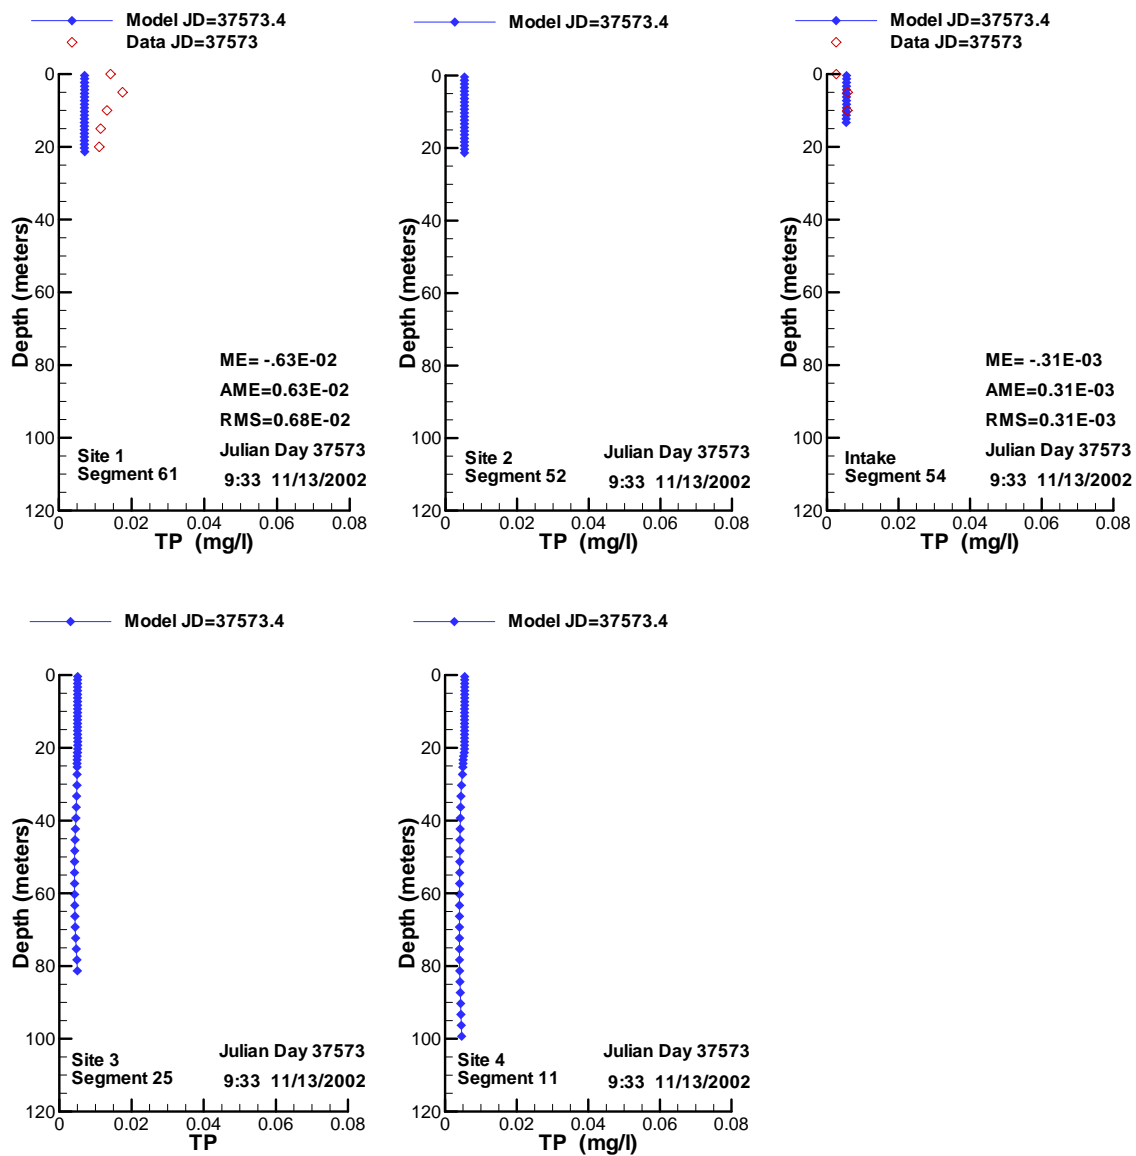 Model JD=37573.4
Data JD=37573
0
20
40
60
80
100
120
Depth (meters)
ME= -.63E-02
AME=0.63E-02
RMS=0.68E-02
Site 1
Segment 61
Julian Day 37573
9:33 11/13/2002
0 0.02 0.04 0.06 0.08
TP (mg/l)
Model JD=37573.4
0
20
40
60
80
100
120
Depth (meters)
Site 2
Segment 52
Julian Day 37573
9:33 11/13/2002
0 0.02 0.04 0.06 0.08
TP (mg/l)
Model JD=37573.4
Data JD=37573
0
20
40
60
80
100
120
Depth (meters)
ME= -.31E-03
AME=0.31E-03
RMS=0.31E-03
Intake
Segment 54
Julian Day 37573
9:33 11/13/2002
0 0.02 0.04 0.06 0.08
TP (mg/l)
Model JD=37573.4
0
20
40
60
80
100
120
Depth (meters)
Site 3
Segment 25
Julian Day 37573
9:33 11/13/2002
0 0.02 0.04 0.06 0.08
TP
Model JD=37573.4
0
20
40
60
80
100
120
Depth (meters)
Site 4
Segment 11
Julian Day 37573
9:33 11/13/2002
0 0.02 0.04 0.06 0.08
TP (mg/l)